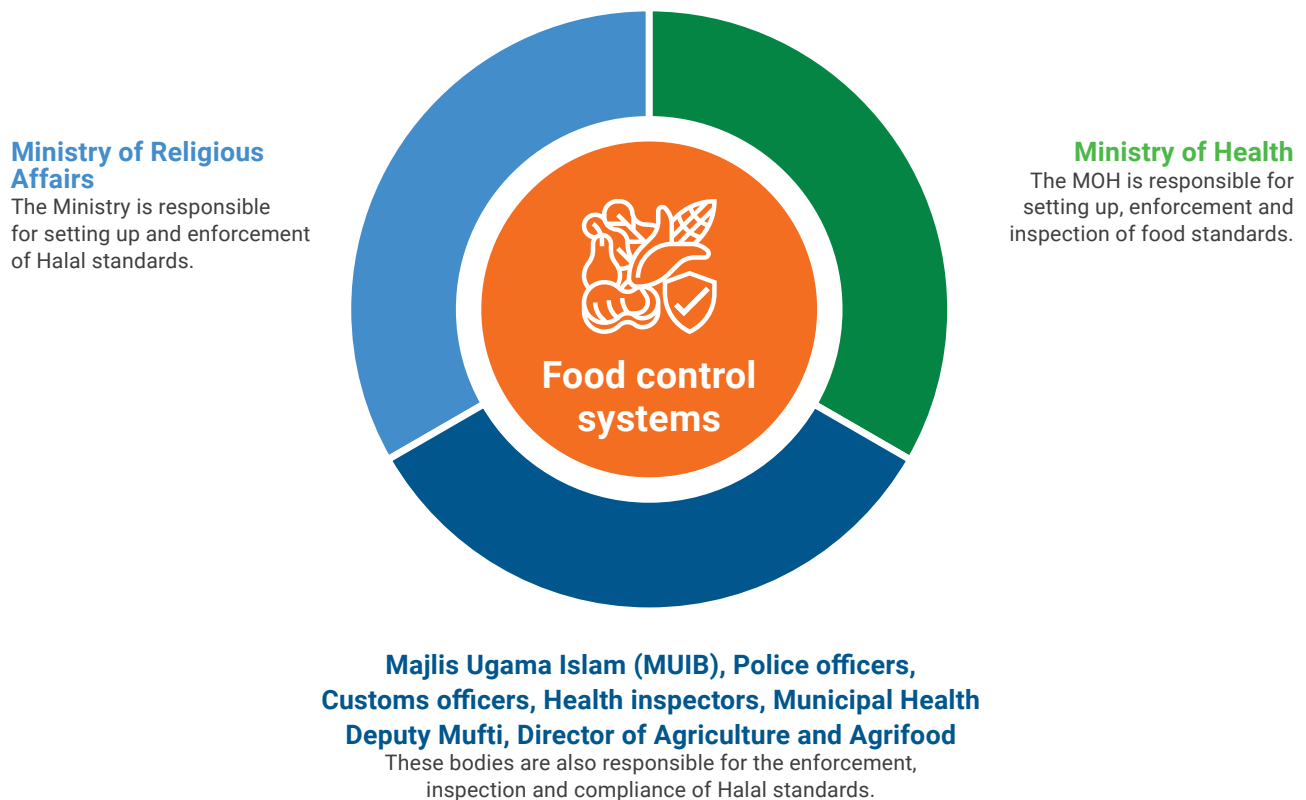 Ministry of Religious
Affairs
The Ministry is responsible
for setting up and enforcement
of Halal standards.
Ministry of Health
The MOH is responsible for
setting up, enforcement and
inspection of food standards.
Food control
systems
Majlis Ugama Islam (MUIB), Police officers,
Customs officers, Health inspectors, Municipal Health
Deputy Mufti, Director of Agriculture and Agrifood
These bodies are also responsible for the enforcement,
inspection and compliance of Halal standards.